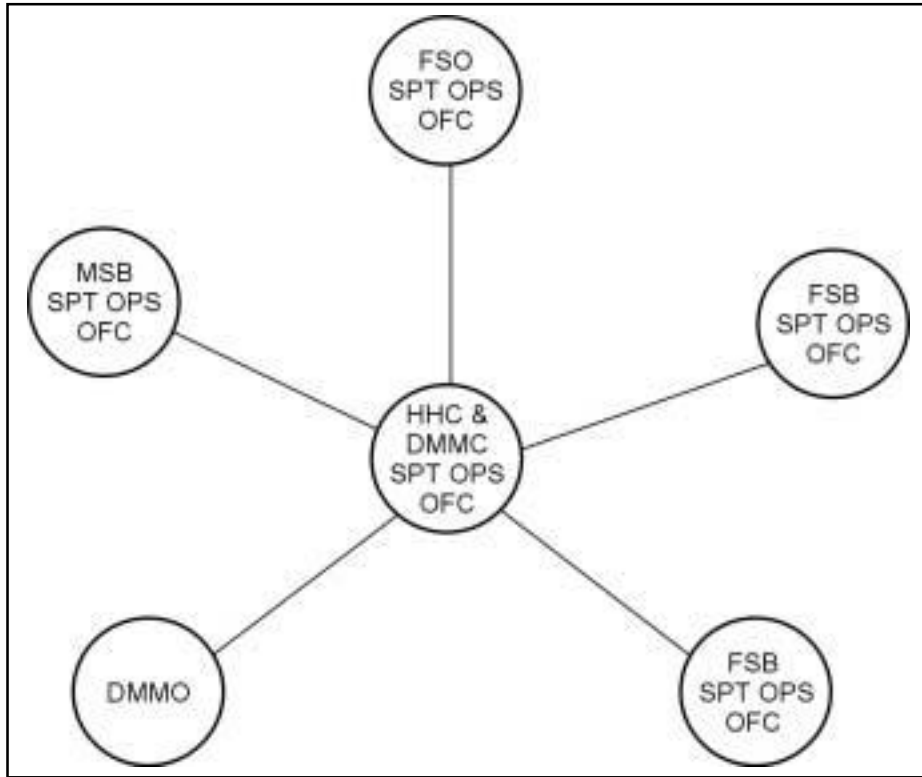 FSO
SPT OPS
OFC
MSB
SPT OPS
OFC
FSB
SPT OPS
OFC
HHC &
DMMC
SPT OPS
OFC
DMMO
FSB
SPT OPS
OFC